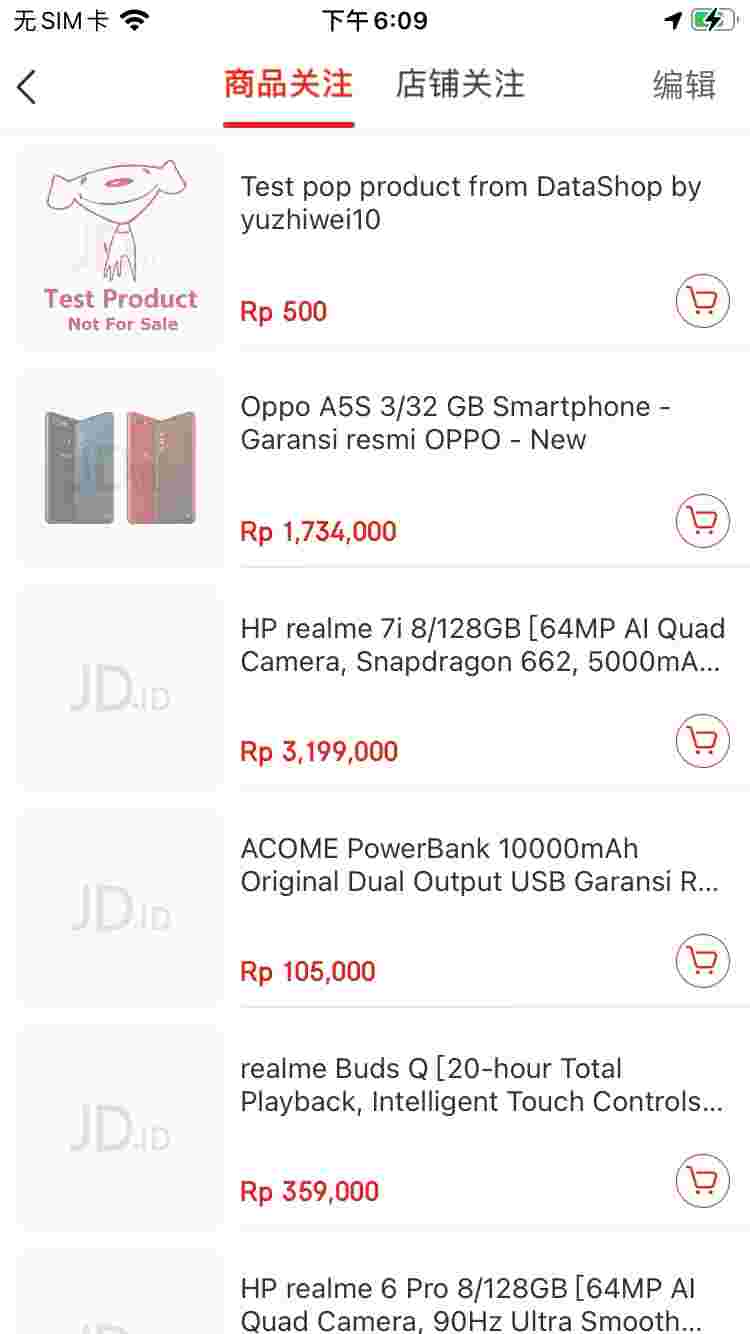 无SIM卡 下午6:09
商品关注 店铺关注 编辑
Test pop product from DataShop by
yuzhiwei10
Test Product
Not For Sale
Rp 500
Oppo A5S 3/32 GB Smartphone -
Garansi resmi OPPO - New
Rp 1,734,000
HP realme 7i 8/128GB [64MP AI Quad
Camera, Snapdragon 662, 5000mA...
JD.ID
Rp 3,199,000
ACOME PowerBank 10000mAh
Original Dual Output USB Garansi R...
JD.ID
Rp 105,000
realme Buds Q [20-hour Total
Playback, Intelligent Touch Controls...
JD.ID
Rp 359,000
HP realme 6 Pro 8/128GB [64MP AI
Quad Camera, 90Hz Ultra Smooth...